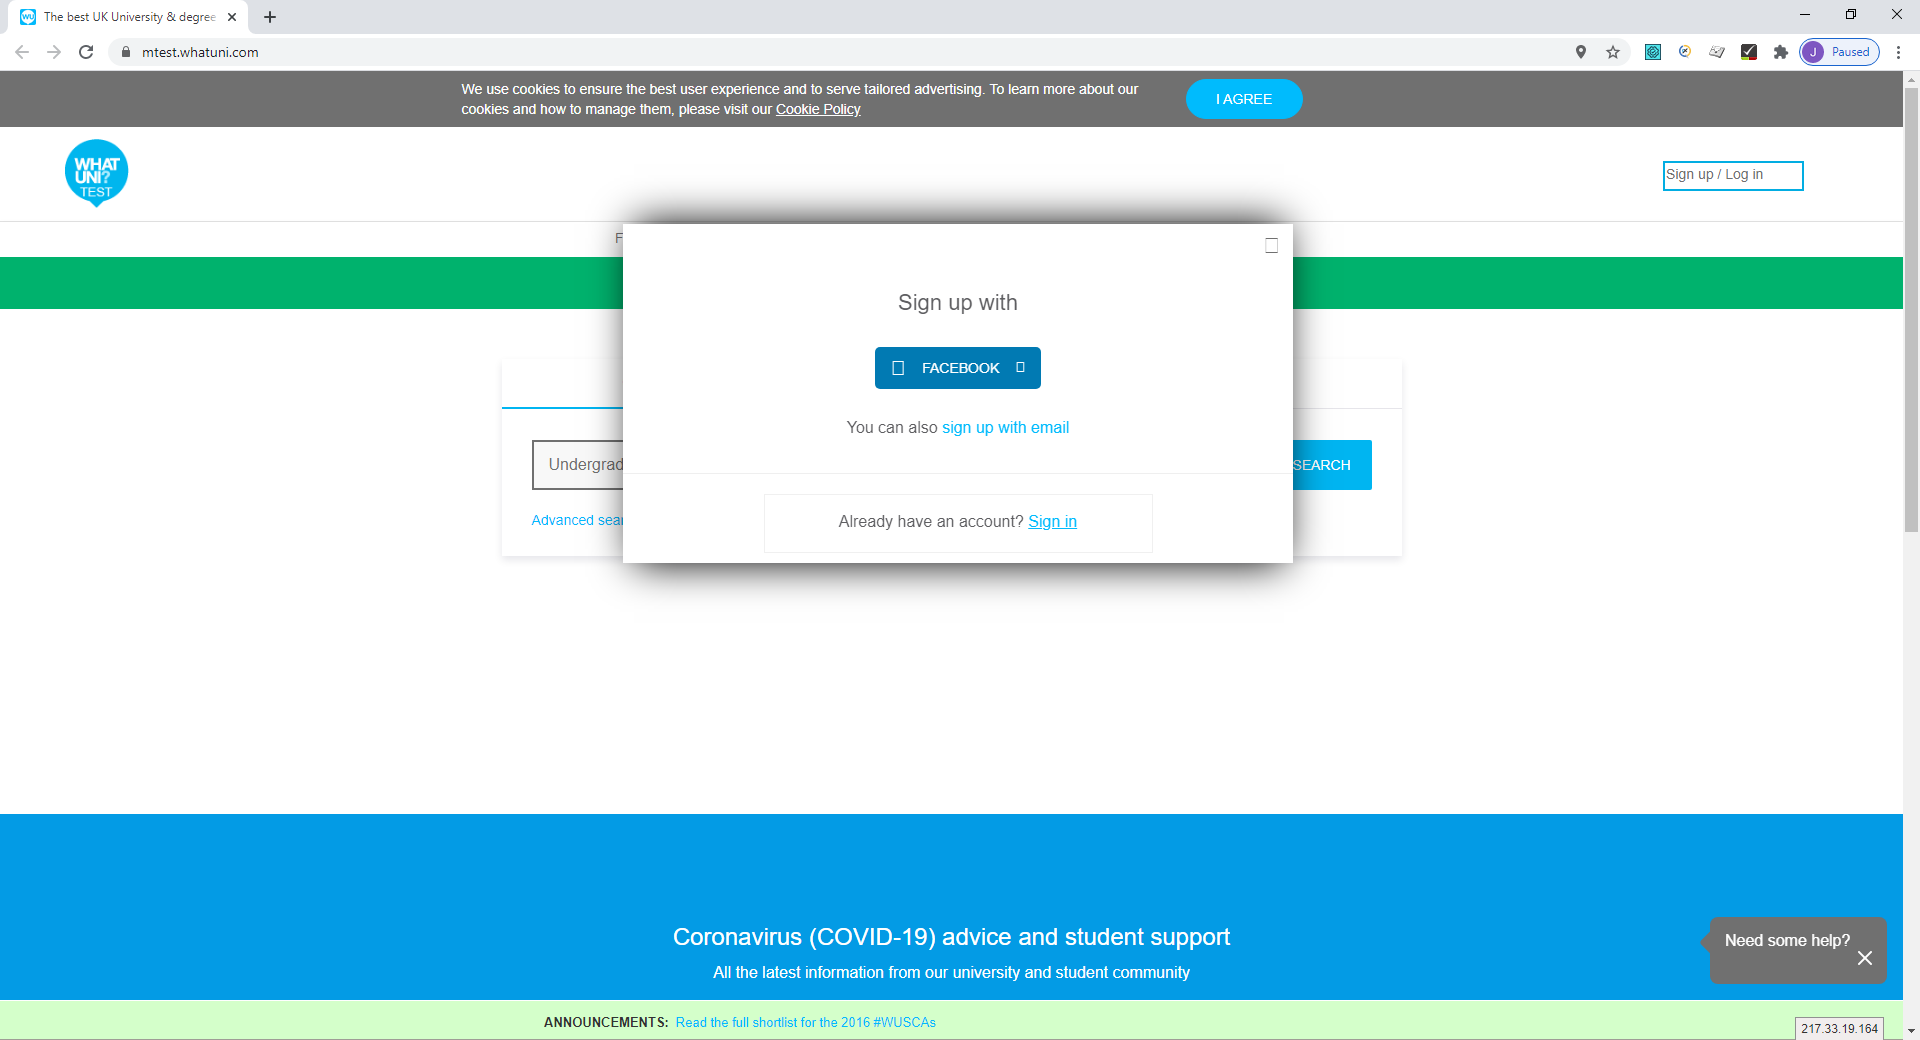 The best UK University & degree
mtest.whatuni.com
J Paused
We use cookies to ensure the best user experience and to serve tailored advertising. To learn more about our
cookies and how to manage them, please visit our Cookie Policy
I AGREE
WHAT
UNI?
TEST
Sign up / Log in
F
Sign up with
FACEBOOK
You can also sign up with email
Undergrad
SEARCH
Advanced sear
Already have an account? Sign in
Coronavirus (COVID-19) advice and student support
All the latest information from our university and student community
Need some help?
ANNOUNCEMENTS: Read the full shortlist for the 2016 #WUSCAs
217.33.19.164